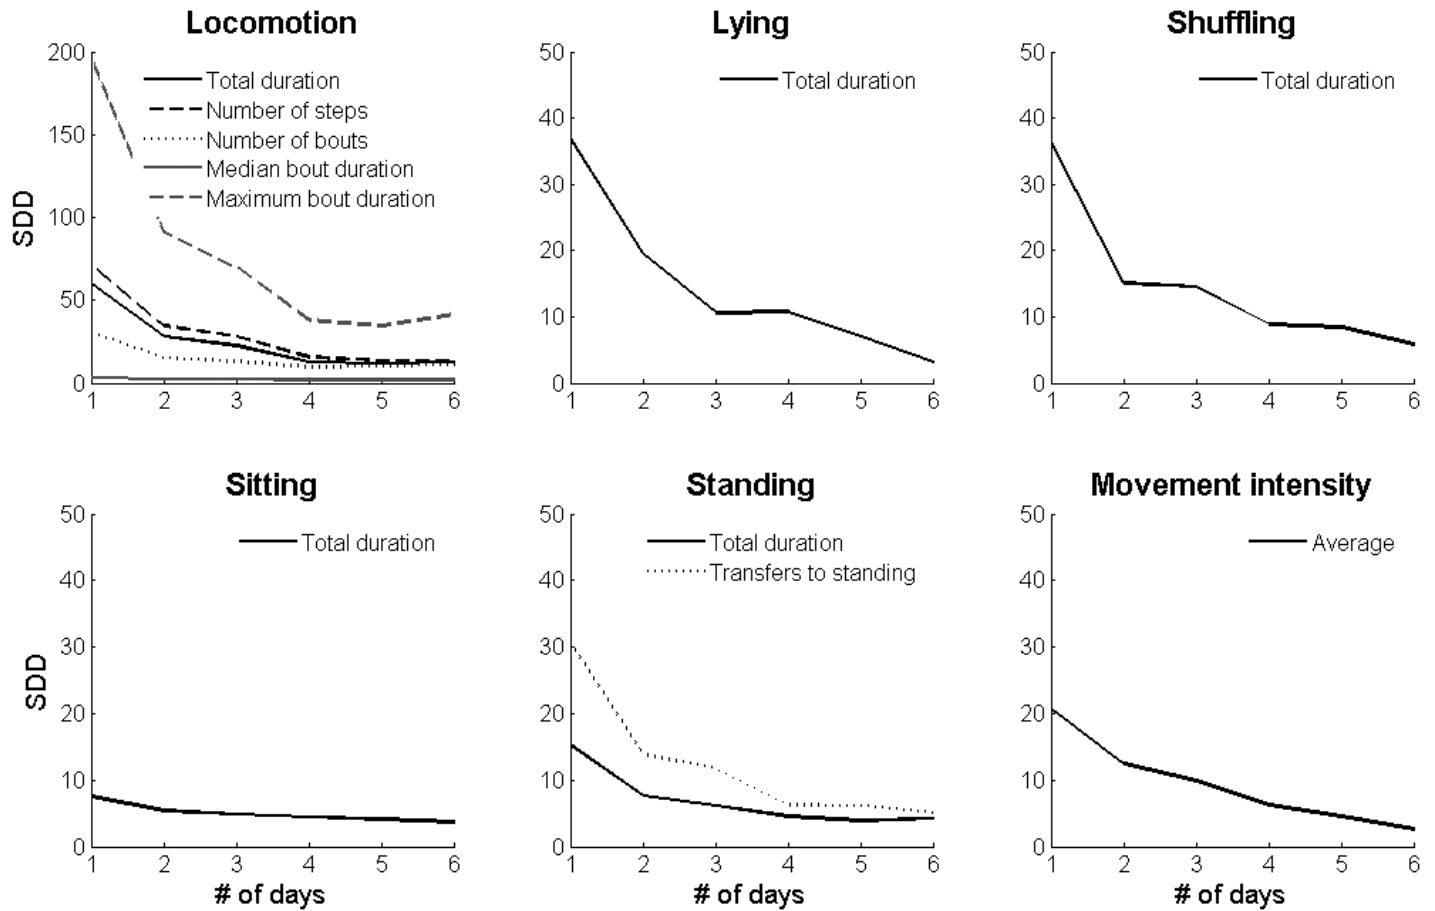 Locomotion
200
150
100
50
0
SDD
Total duration
Number of steps
Number of bouts
Median bout duration
Maximum bout duration
1 2 3 4 5 6
Lying
50
40
30
20
10
0
Total duration
1 2 3 4 5 6
Shuffling
50
40
30
20
10
0
Total duration
1 2 3 4 5 6
Sitting
50
40
30
20
10
0
SDD
Total duration
1 2 3 4 5 6
# of days
Standing
50
40
30
20
10
0
Total duration
Transfers to standing
1 2 3 4 5 6
# of days
Movement intensity
50
40
30
20
10
0
Average
1 2 3 4 5 6
# of days